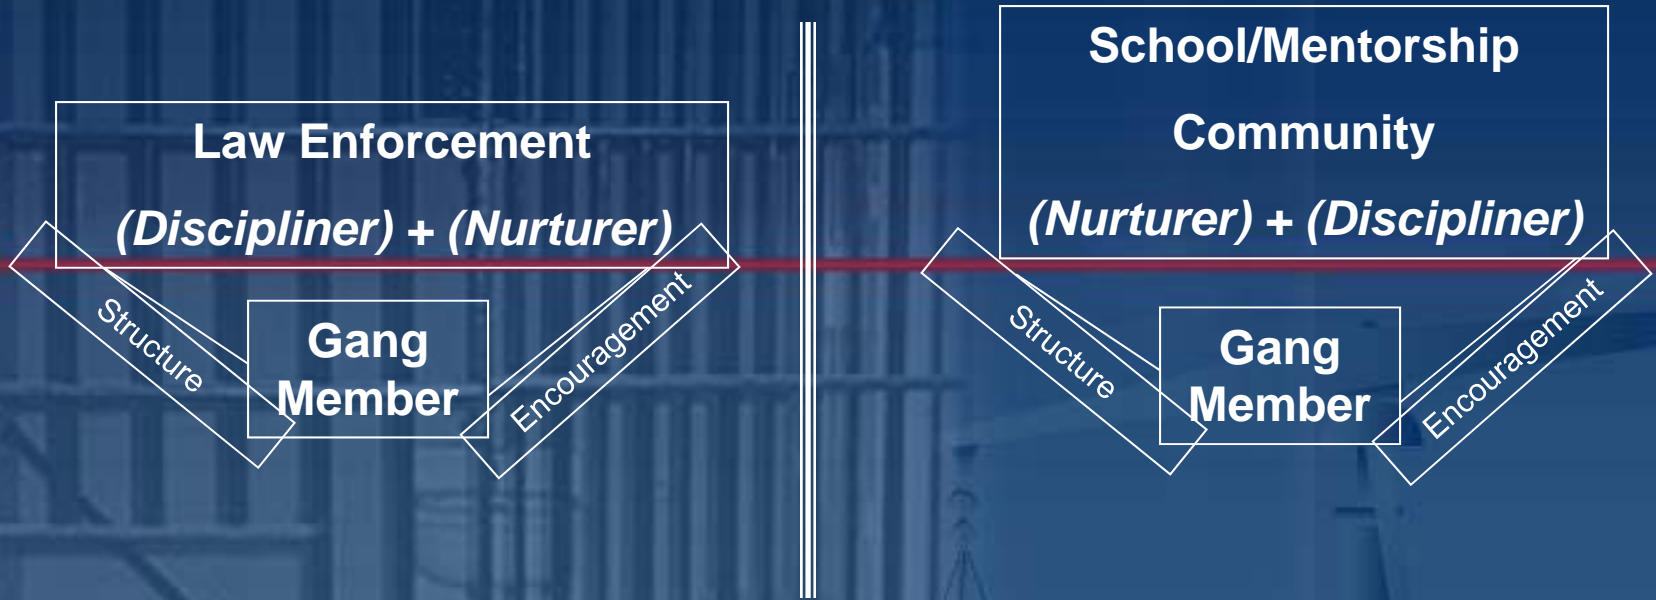 Law Enforcement
(Discipliner) + (Nurturer)
Structure
Gang
Member
Encouragement
School/Mentorship
Community
(Nurturer) + (Discipliner)
Structure
Gang
Member
Encouragement